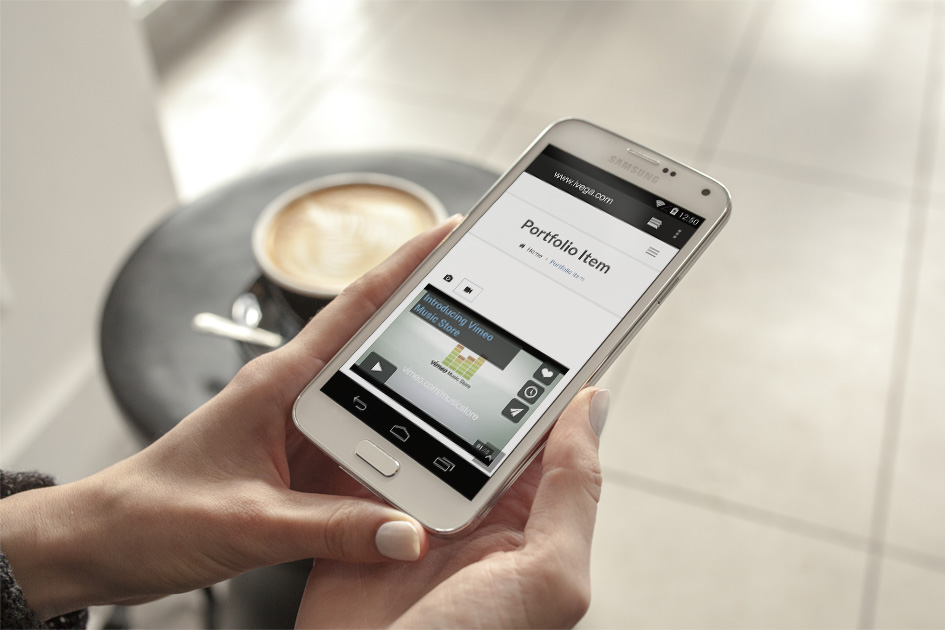 SAMSUNG
www.ivega.com
12:50
Portfolio Item
Home / Portfolio Item
Introducing Vimeo
Music Store
vimeo Music Store
vimeo.com/musicstore